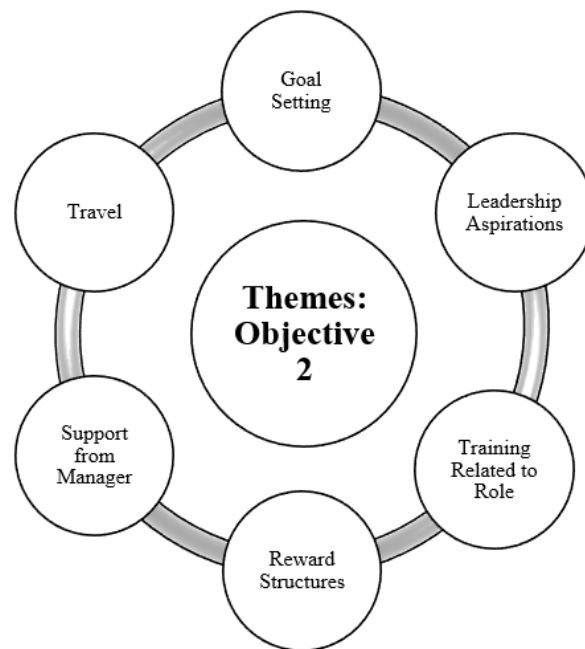 Goal
Setting
Leadership
Aspirations
Training
Related to
Role
Reward
Structures
Support
from
Manager
Travel
Themes:
Objective
2